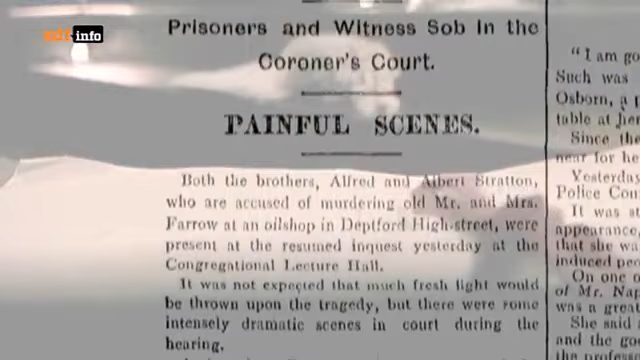 zdf info
Prisoners and Witness Sob in the
Coroner's Court.
PAINFUL SCENES.
Both the brothers, Alfred and Albert Stratton,
who are accused of murdering old Mr. and Mrs.
Farrow at an oilshop in Deptford High-street, were
present at the resumed inquest yesterday at the
Congregational Lecture Hall.
It was not expected that much fresh light would
be thrown upon the tragedy, but there were some
intensely dramatic scenes in court during the
hearing.
"I am go
Such was
Osborn, a p
table at her
Since the
near for he
Yesterday
Police Cou
It was st
appearance,
that she wa
induced peo
On one o
of Mr. Nap
was a great
She said
and the go
the professo